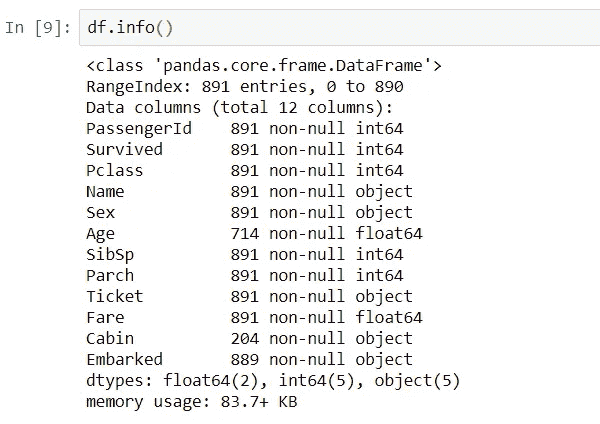 In [9]: df.info()
<class 'pandas.core.frame.DataFrame'>
RangeIndex: 891 entries, 0 to 890
Data columns (total 12 columns):
PassengerId    891 non-null int64
Survived       891 non-null int64
Pclass         891 non-null int64
Name           891 non-null object
Sex            891 non-null object
Age            714 non-null float64
SibSp          891 non-null int64
Parch          891 non-null int64
Ticket         891 non-null object
Fare           891 non-null float64
Cabin          204 non-null object
Embarked       889 non-null object
dtypes: float64(2), int64(5), object(5)
memory usage: 83.7+ KB